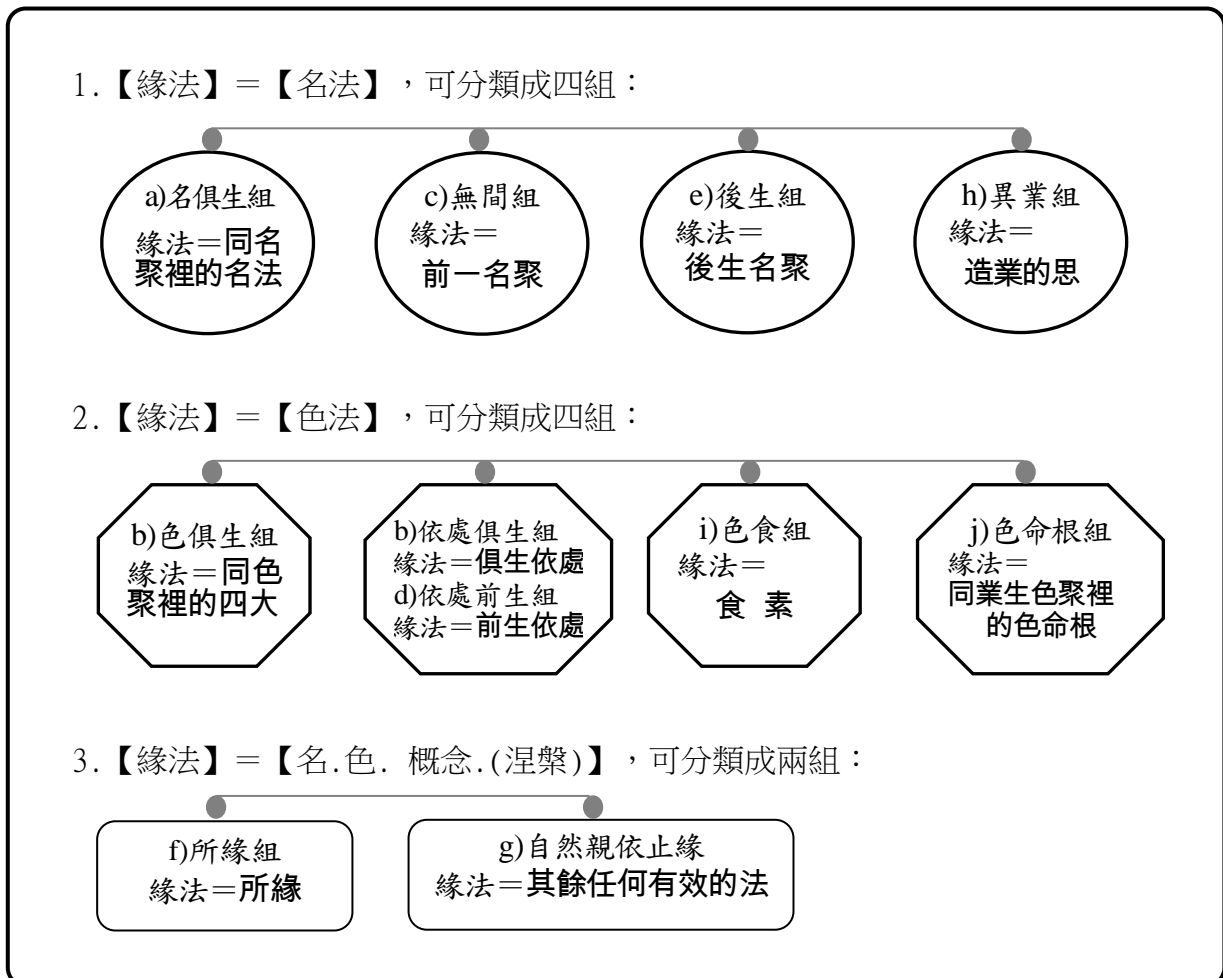 1.【緣法】＝【名法】，可分類成四組：
a)名俱生組
緣法＝同名
聚裡的名法
c)無間組
緣法＝
前一名聚
e)後生組
緣法＝
後生名聚
h)異業組
緣法＝
造業的思
2.【緣法】＝【色法】，可分類成四組：
b)色俱生組
緣法＝同色
聚裡的四大
b)依處俱生組
緣法＝俱生依處
d)依處前生組
緣法＝前生依處
i)色食組
緣法＝
食 素
j)色命根組
緣法＝
同業生色聚裡
的色命根
3.【緣法】＝【名.色. 概念.(涅槃)】，可分類成兩組：
f)所緣組
緣法＝所緣
g)自然親依止緣
緣法＝其餘任何有效的法